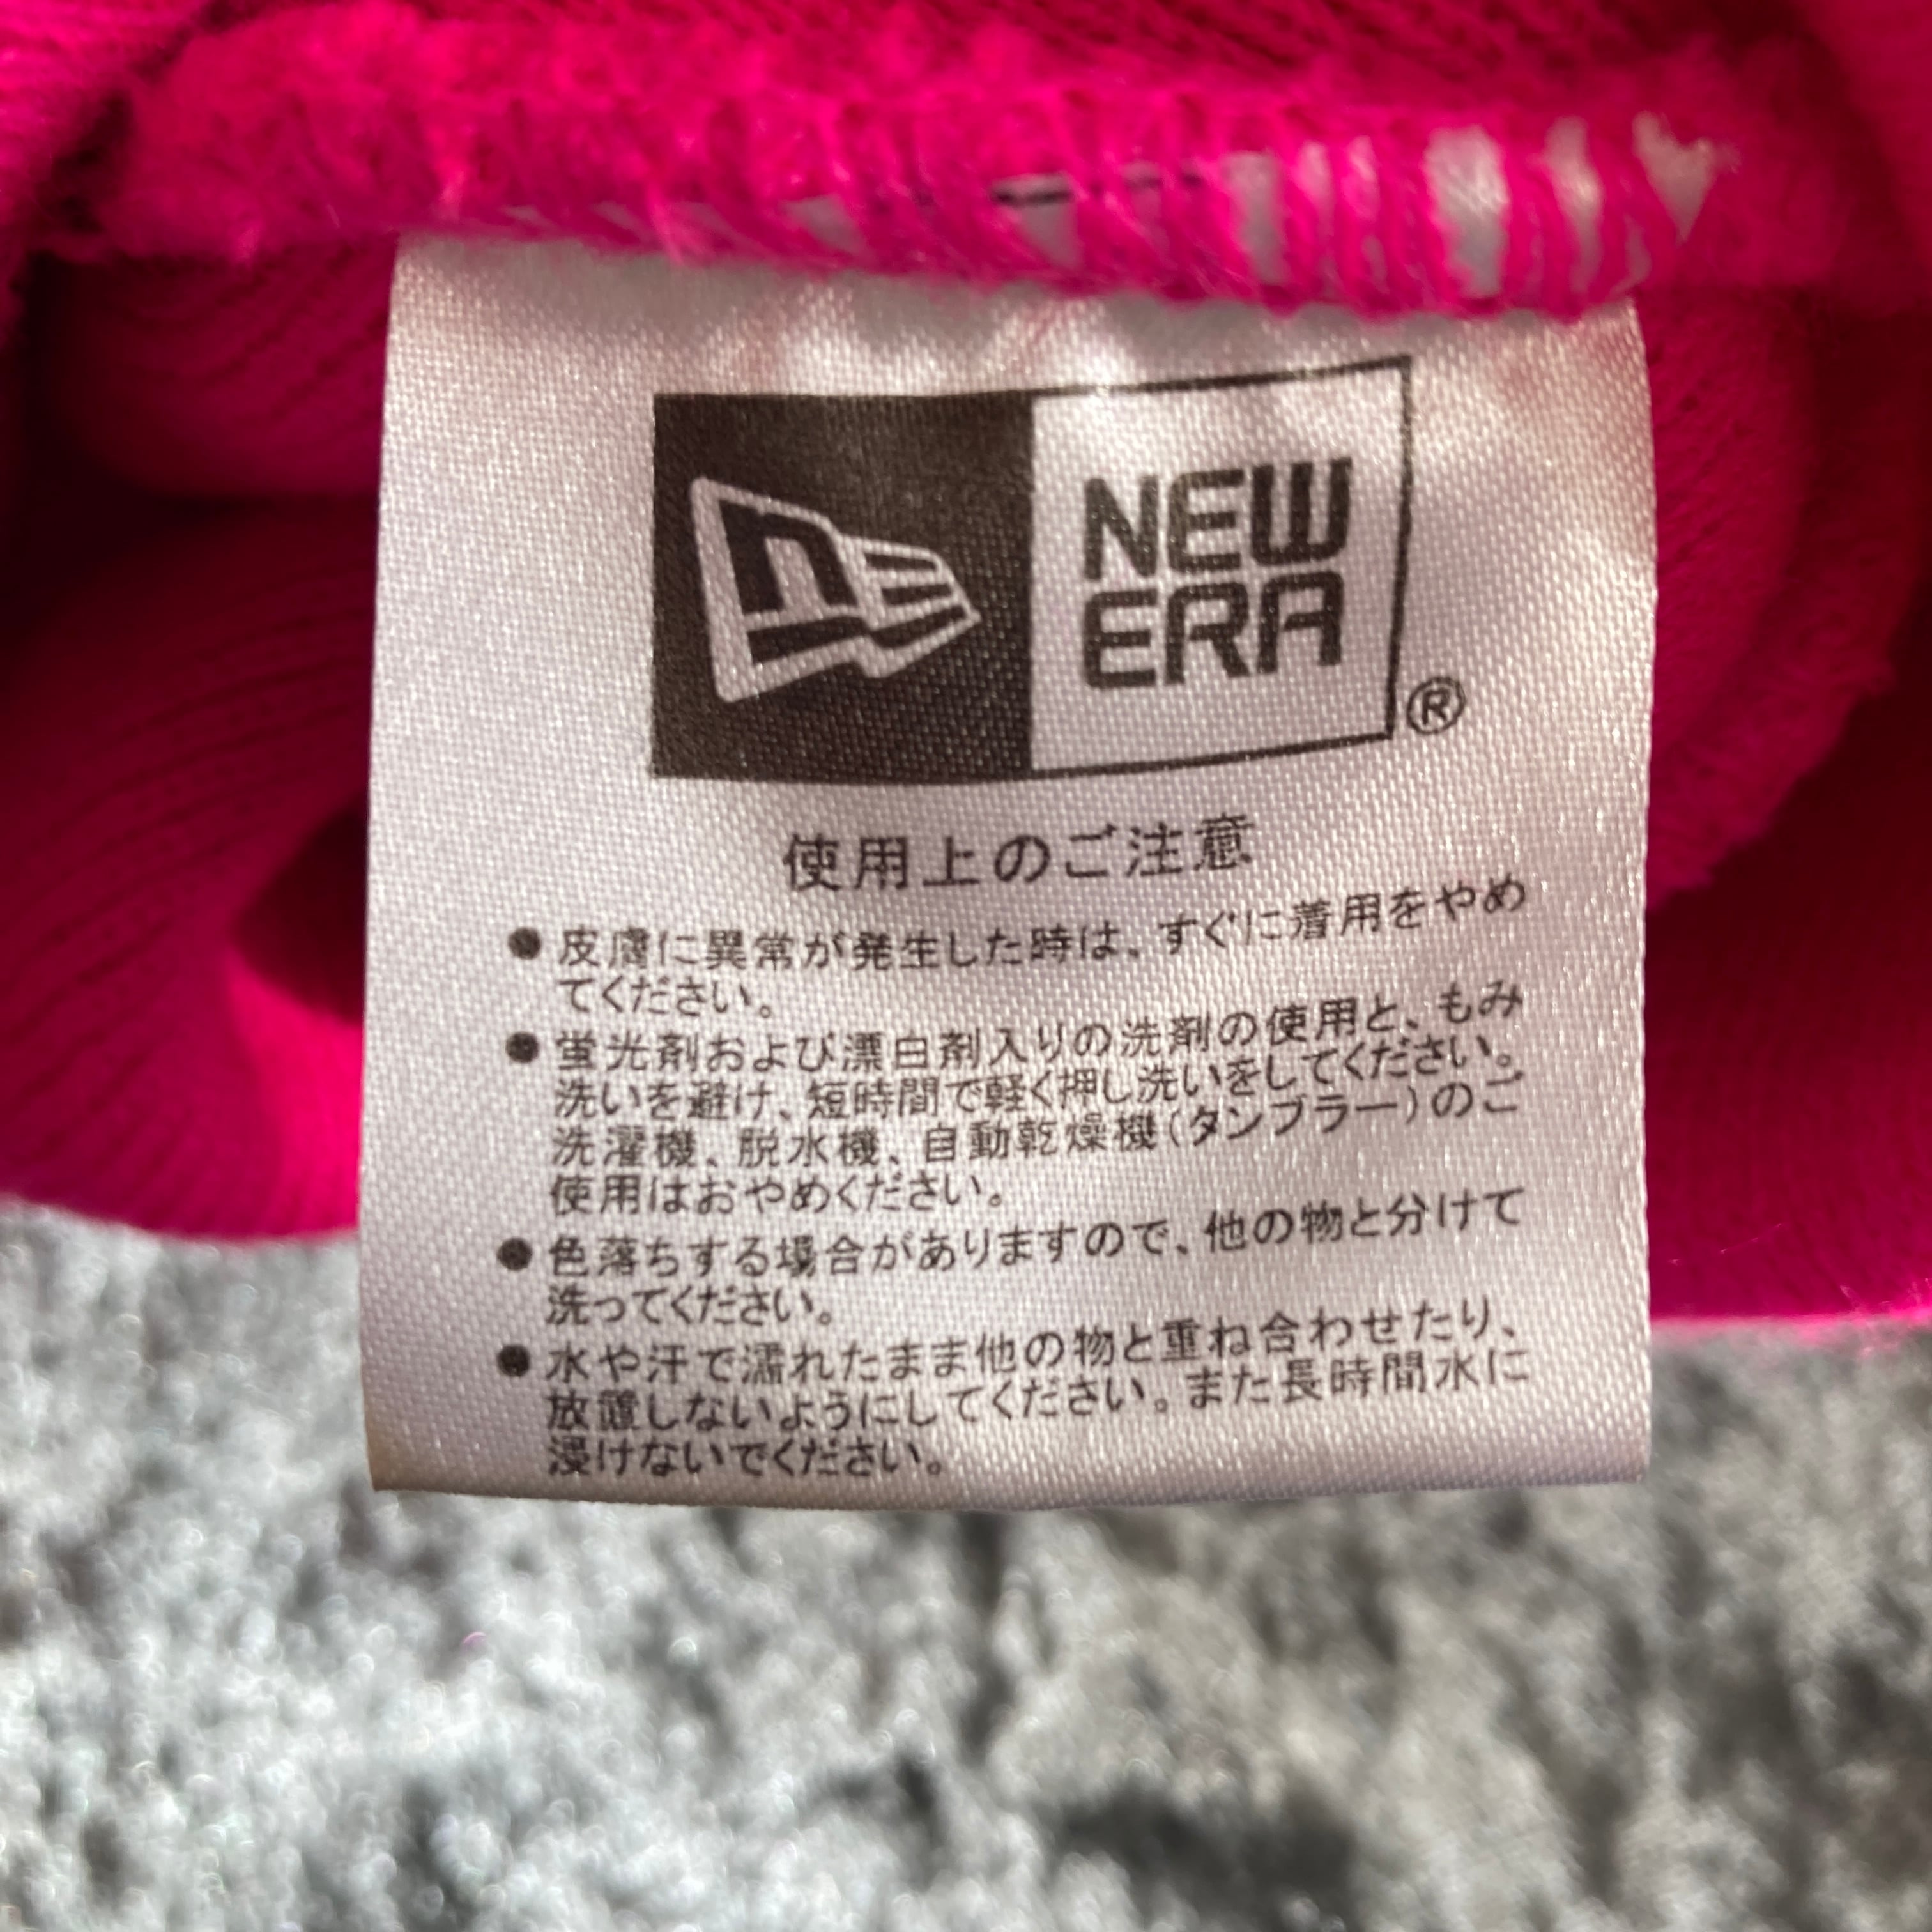 NEW
ERA
®
使用上のご注意
●皮膚に異常が発生した時は、すぐに着用をやめ
てください。
●蛍光剤および漂白剤入りの洗剤の使用と、もみ
洗いを避け、短時間で軽く押し洗いをしてください。
洗濯機、脱水機、自動乾燥機(タンブラー)のご
使用はおやめください。
●色落ちする場合がありますので、他の物と分けて
洗ってください。
●水や汗で濡れたまま他の物と重ね合わせたり、
放置しないようにしてください。また長時間水に
浸けないでください。